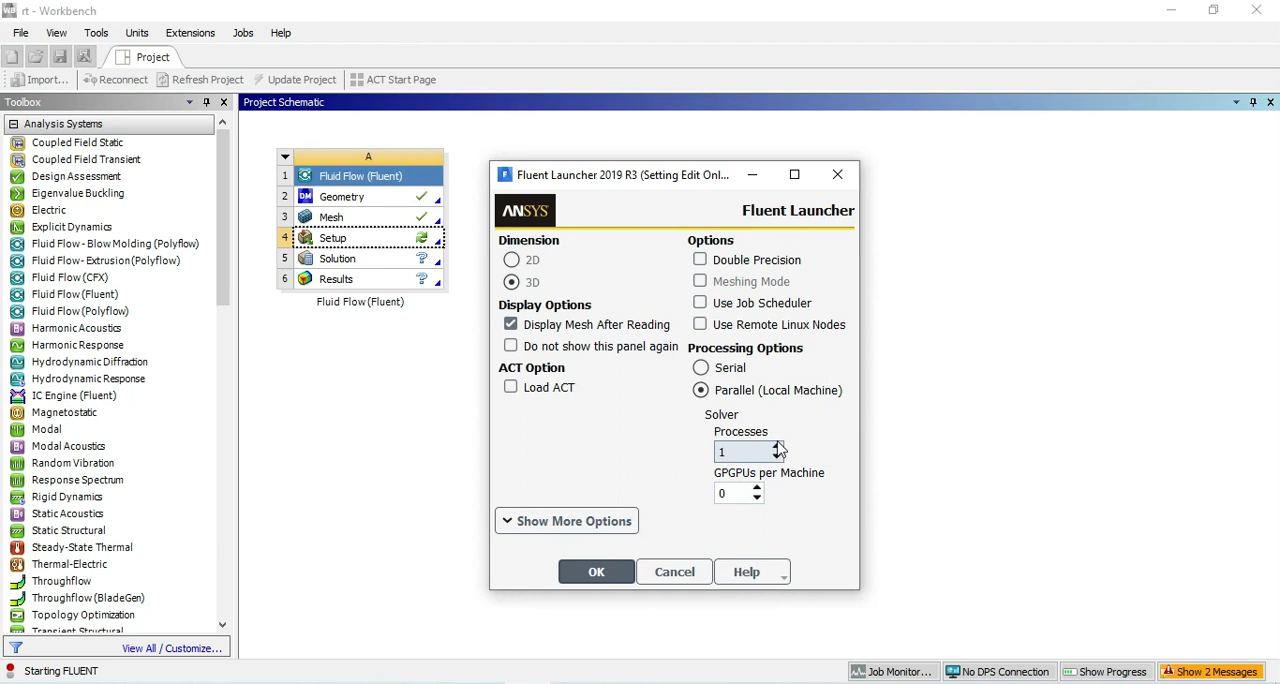 rt - Workbench
File View Tools Units Extensions Jobs Help
Project
Import... Reconnect Refresh Project Update Project ACT Start Page
Toolbox
Analysis Systems
Coupled Field Static
Coupled Field Transient
Design Assessment
Eigenvalue Buckling
Electric
Explicit Dynamics
Fluid Flow - Blow Molding (Polyflow)
Fluid Flow - Extrusion (Polyflow)
Fluid Flow (CFX)
Fluid Flow (Fluent)
Fluid Flow (Polyflow)
Harmonic Acoustics
Harmonic Response
Hydrodynamic Diffraction
Hydrodynamic Response
IC Engine (Fluent)
Magnetostatic
Modal
Modal Acoustics
Random Vibration
Response Spectrum
Rigid Dynamics
Static Acoustics
Static Structural
Steady-State Thermal
Thermal-Electric
Throughflow
Throughflow (BladeGen)
Topology Optimization
Transient Structural
View All / Customize...
Project Schematic
A
1 Fluid Flow (Fluent)
2 DM Geometry
3 Mesh
4 Setup
5 Solution ?
6 Results ?
Fluid Flow (Fluent)
Fluent Launcher 2019 R3 (Setting Edit Onl...
ANSYS Fluent Launcher
Dimension
2D
3D
Display Options
Display Mesh After Reading
Do not show this panel again
ACT Option
Load ACT
Options
Double Precision
Meshing Mode
Use Job Scheduler
Use Remote Linux Nodes
Processing Options
Serial
Parallel (Local Machine)
Solver
Processes
1
GPGPUs per Machine
0
Show More Options
OK Cancel Help
Starting FLUENT
Job Monitor... No DPS Connection Show Progress Show 2 Messages